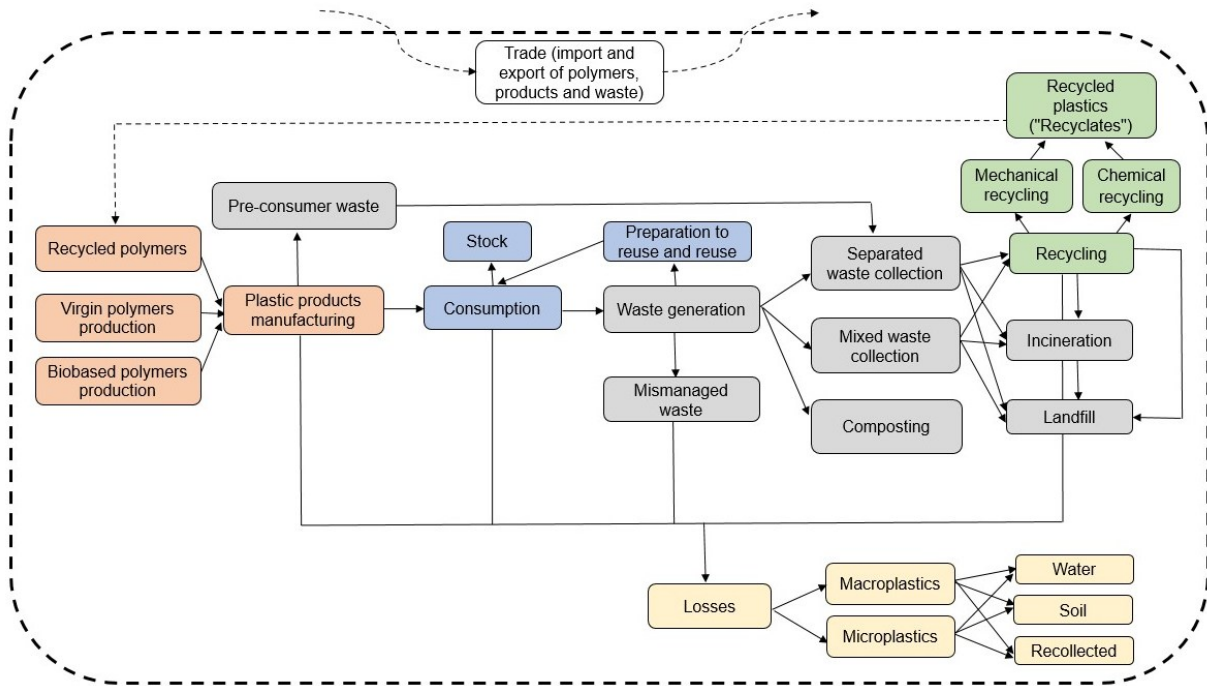 Trade (import and
export of polymers,
products and waste)
Recycled
plastics
("Recyclates")
Mechanical
recycling
Chemical
recycling
Pre-consumer waste
Stock
Preparation to
reuse and reuse
Separated
waste collection
Recycling
Recycled polymers
Virgin polymers
production
Plastic products
manufacturing
Consumption
Waste generation
Mixed waste
collection
Incineration
Biobased polymers
production
Mismanaged
waste
Composting
Landfill
Losses
Macroplastics
Microplastics
Water
Soil
Recollected